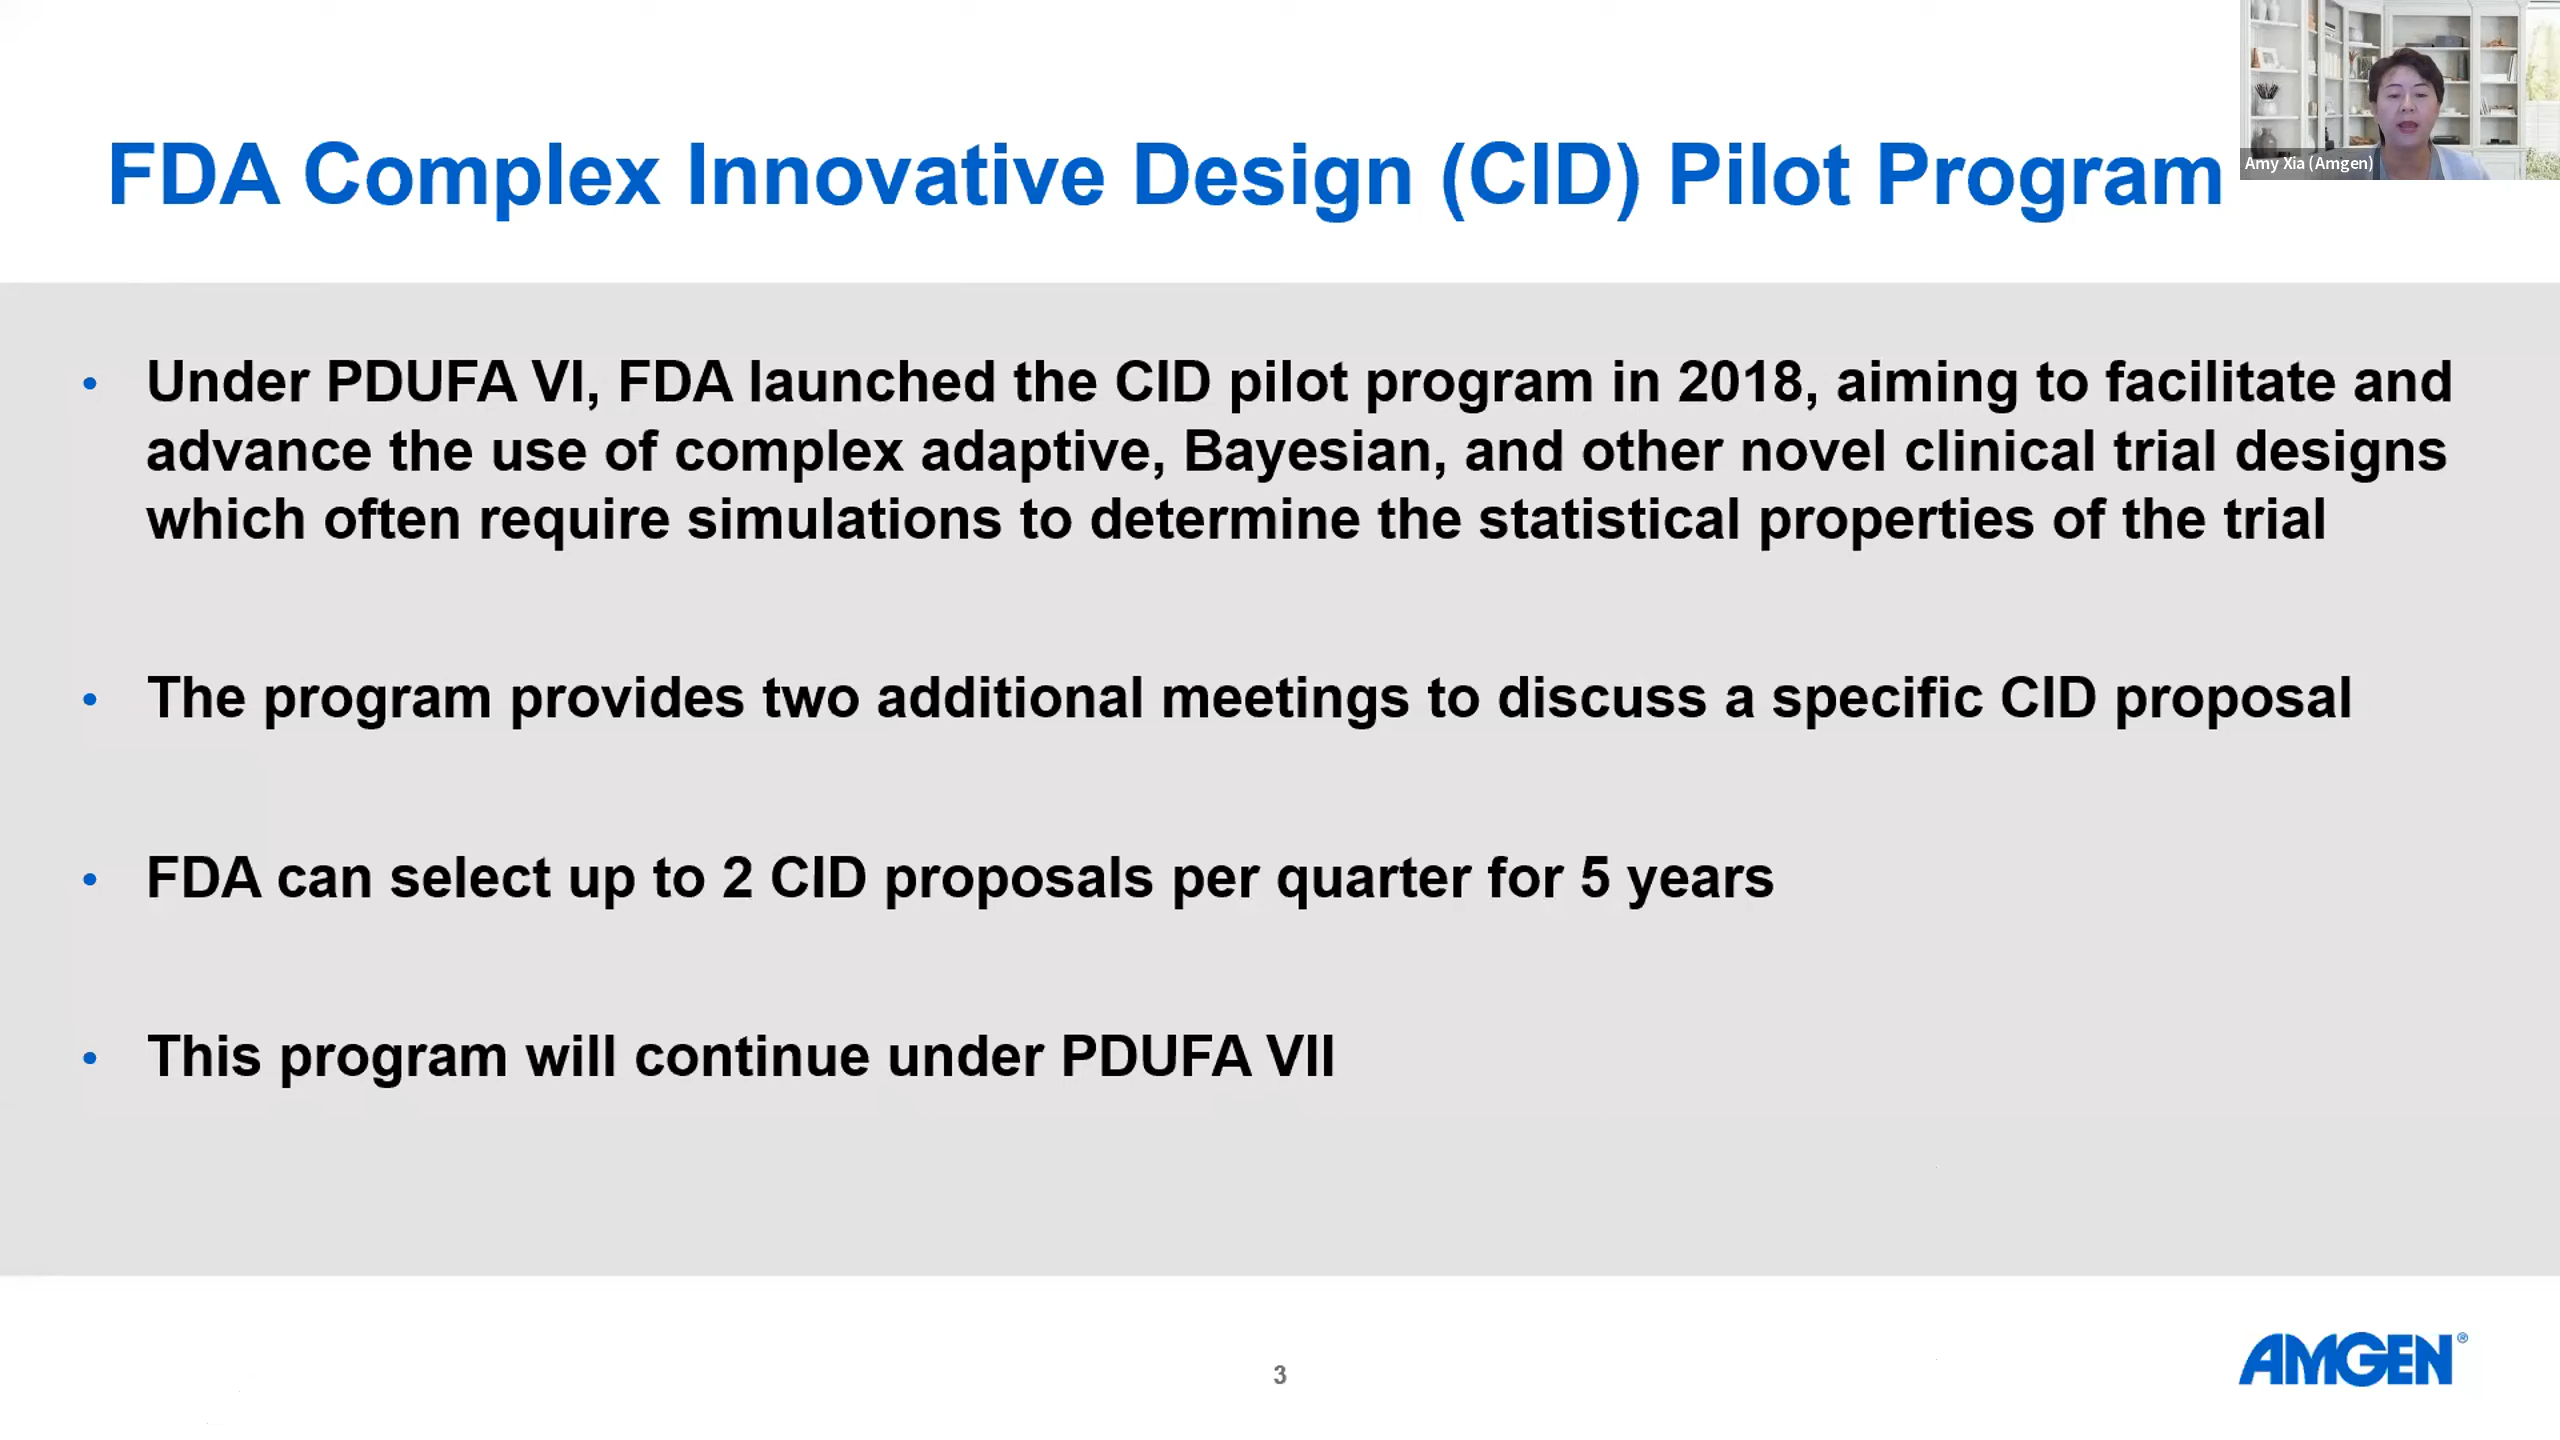 FDA Complex Innovative Design (CID) Pilot Program
Amy Xia (Amgen)
• Under PDUFA VI, FDA launched the CID pilot program in 2018, aiming to facilitate and
advance the use of complex adaptive, Bayesian, and other novel clinical trial designs
which often require simulations to determine the statistical properties of the trial
• The program provides two additional meetings to discuss a specific CID proposal
• FDA can select up to 2 CID proposals per quarter for 5 years
• This program will continue under PDUFA VII
3
AMGEN®